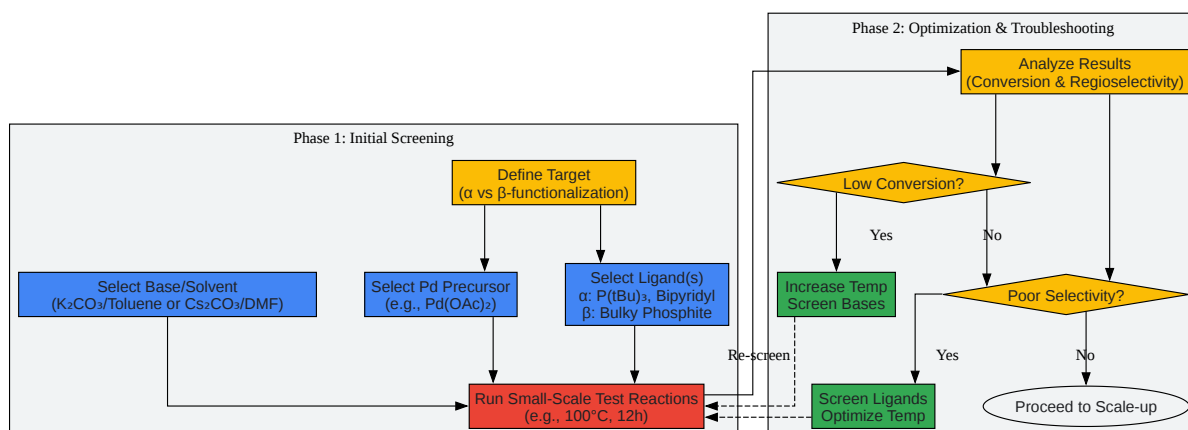 Phase 1: Initial Screening
Define Target
(α vs β-functionalization)
Select Base/Solvent
(K₂CO₃/Toluene or Cs₂CO₃/DMF)
Select Pd Precursor
(e.g., Pd(OAc)₂)
Select Ligand(s)
α: P(tBu)₃, Bipyridyl
β: Bulky Phosphite
Run Small-Scale Test Reactions
(e.g., 100°C, 12h)
Re-screen
Phase 2: Optimization & Troubleshooting
Analyze Results
(Conversion & Regioselectivity)
Low Conversion?
Yes
No
Increase Temp
Screen Bases
Poor Selectivity?
Yes
No
Screen Ligands
Optimize Temp
Proceed to Scale-up